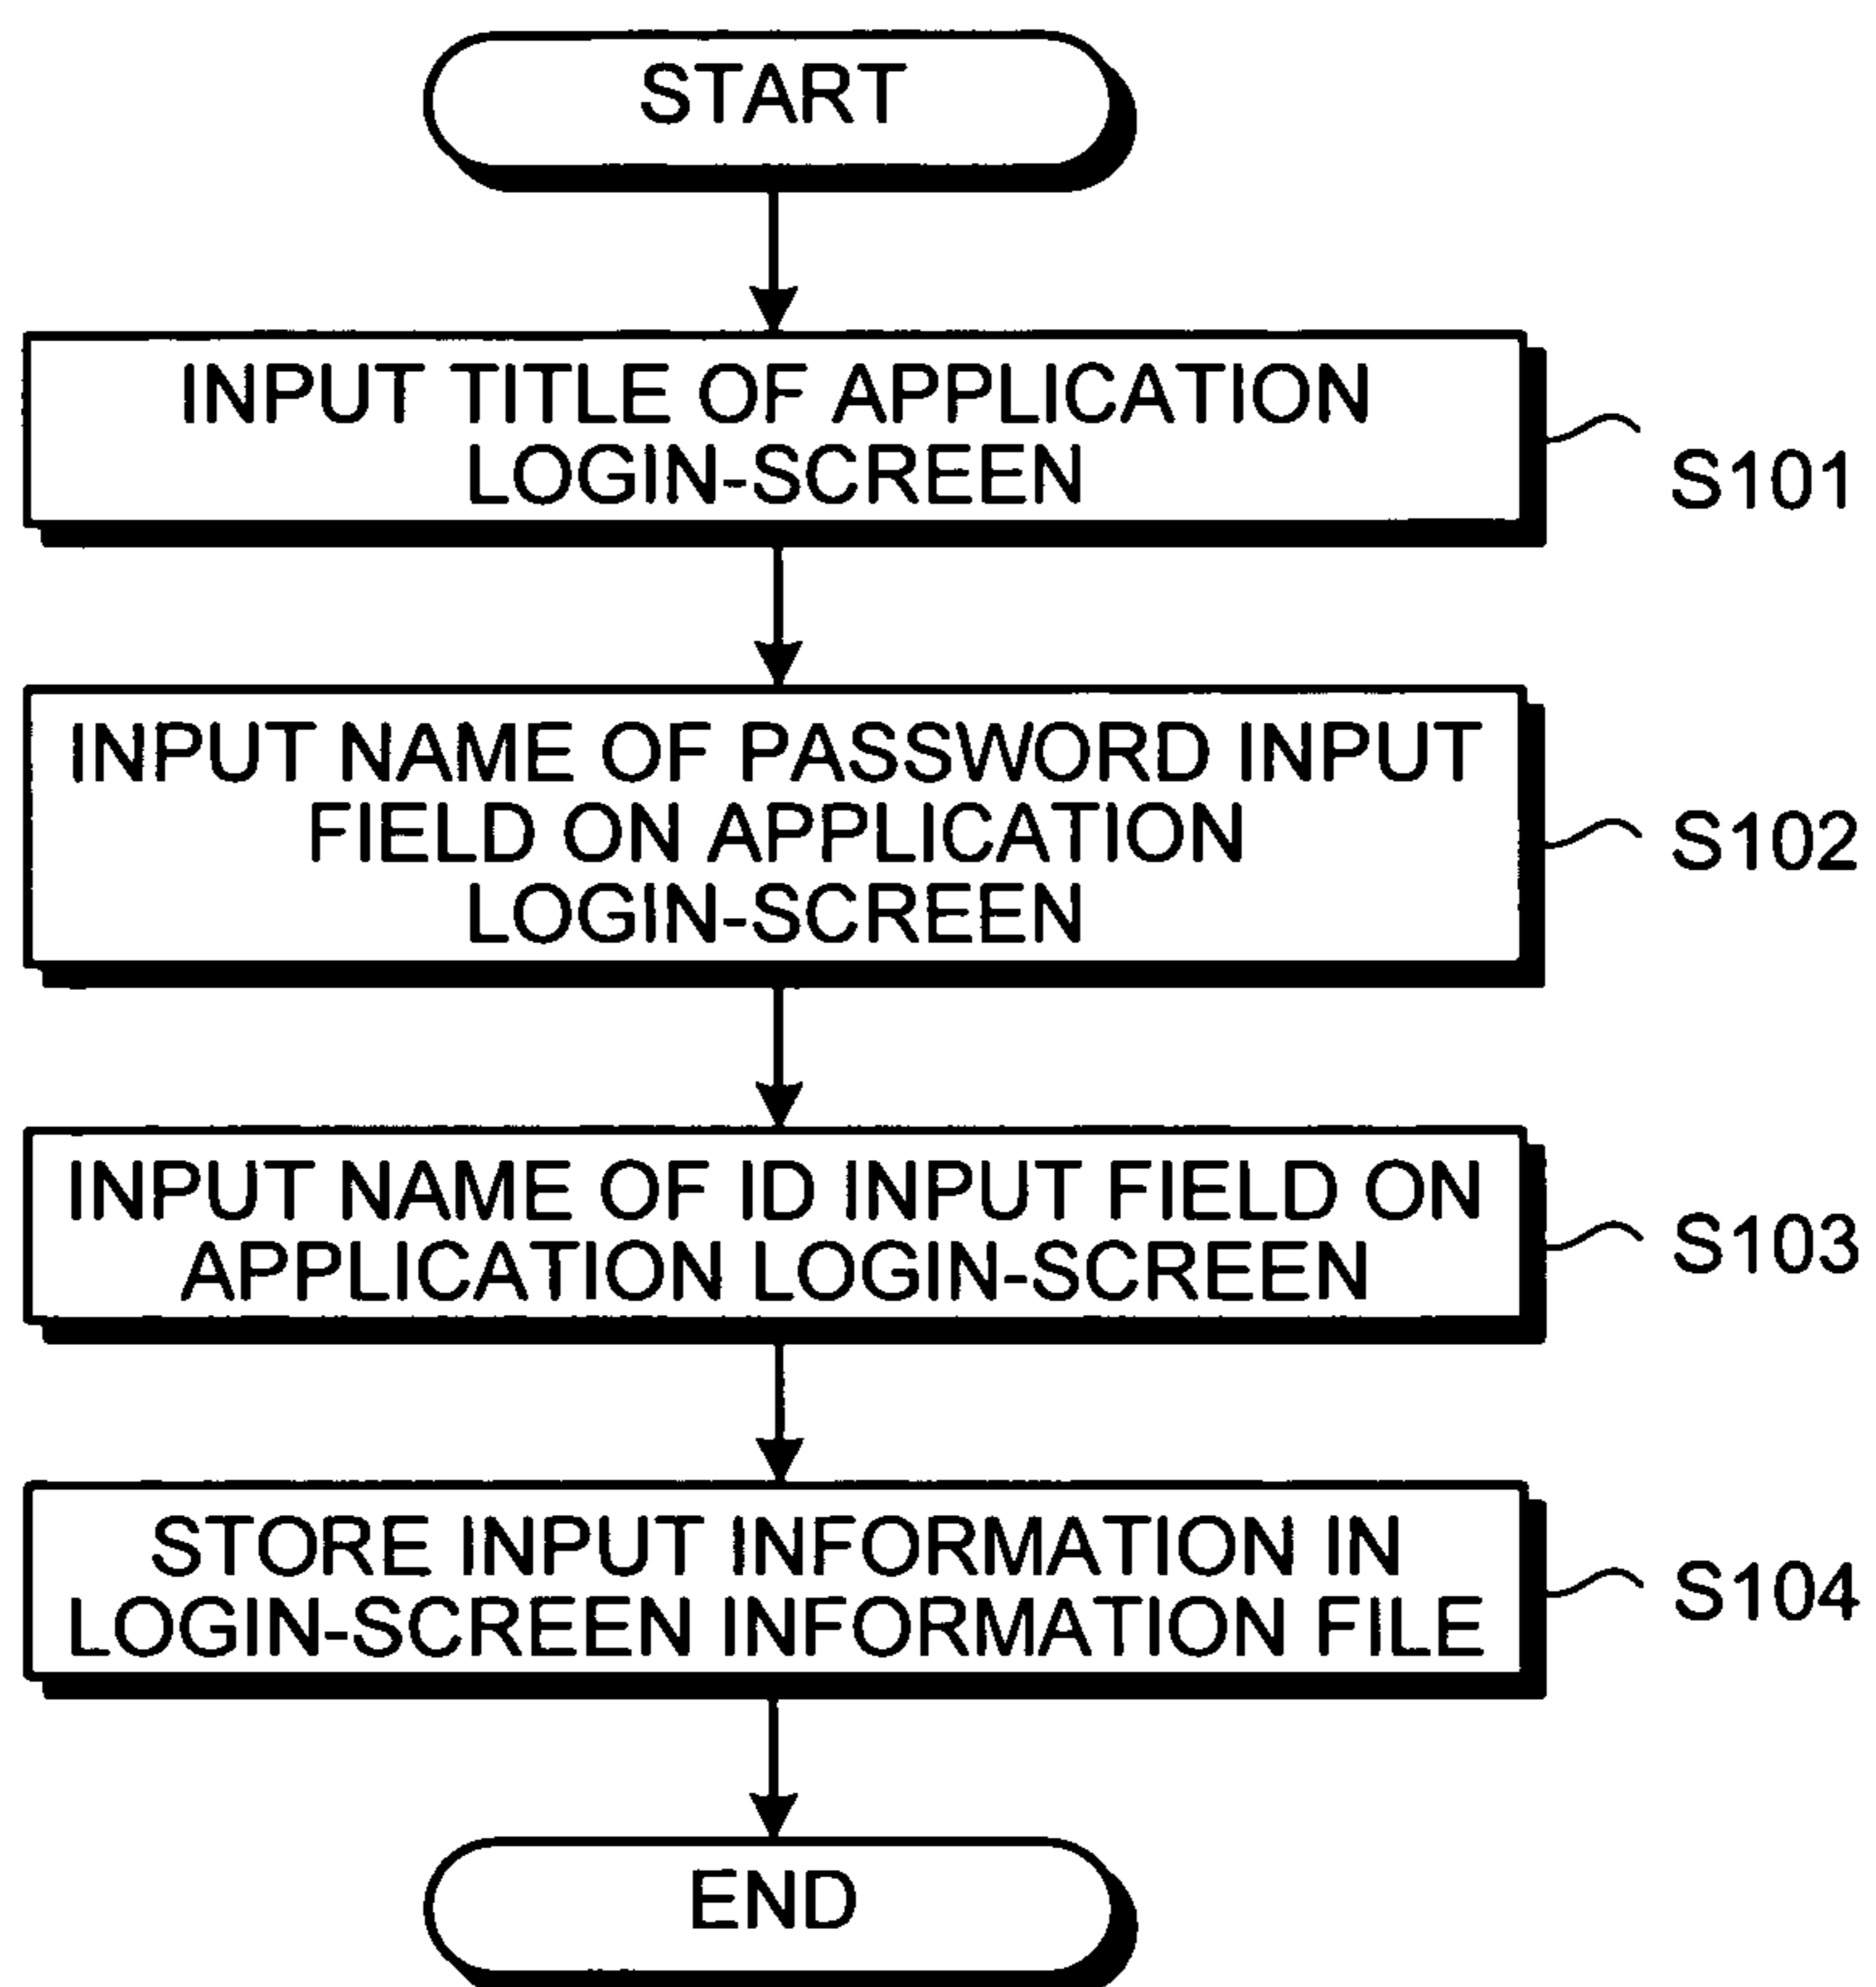 START
INPUT TITLE OF APPLICATION
LOGIN-SCREEN
S101
INPUT NAME OF PASSWORD INPUT
FIELD ON APPLICATION
LOGIN-SCREEN
S102
INPUT NAME OF ID INPUT FIELD ON
APPLICATION LOGIN-SCREEN
S103
STORE INPUT INFORMATION IN
LOGIN-SCREEN INFORMATION FILE
S104
END